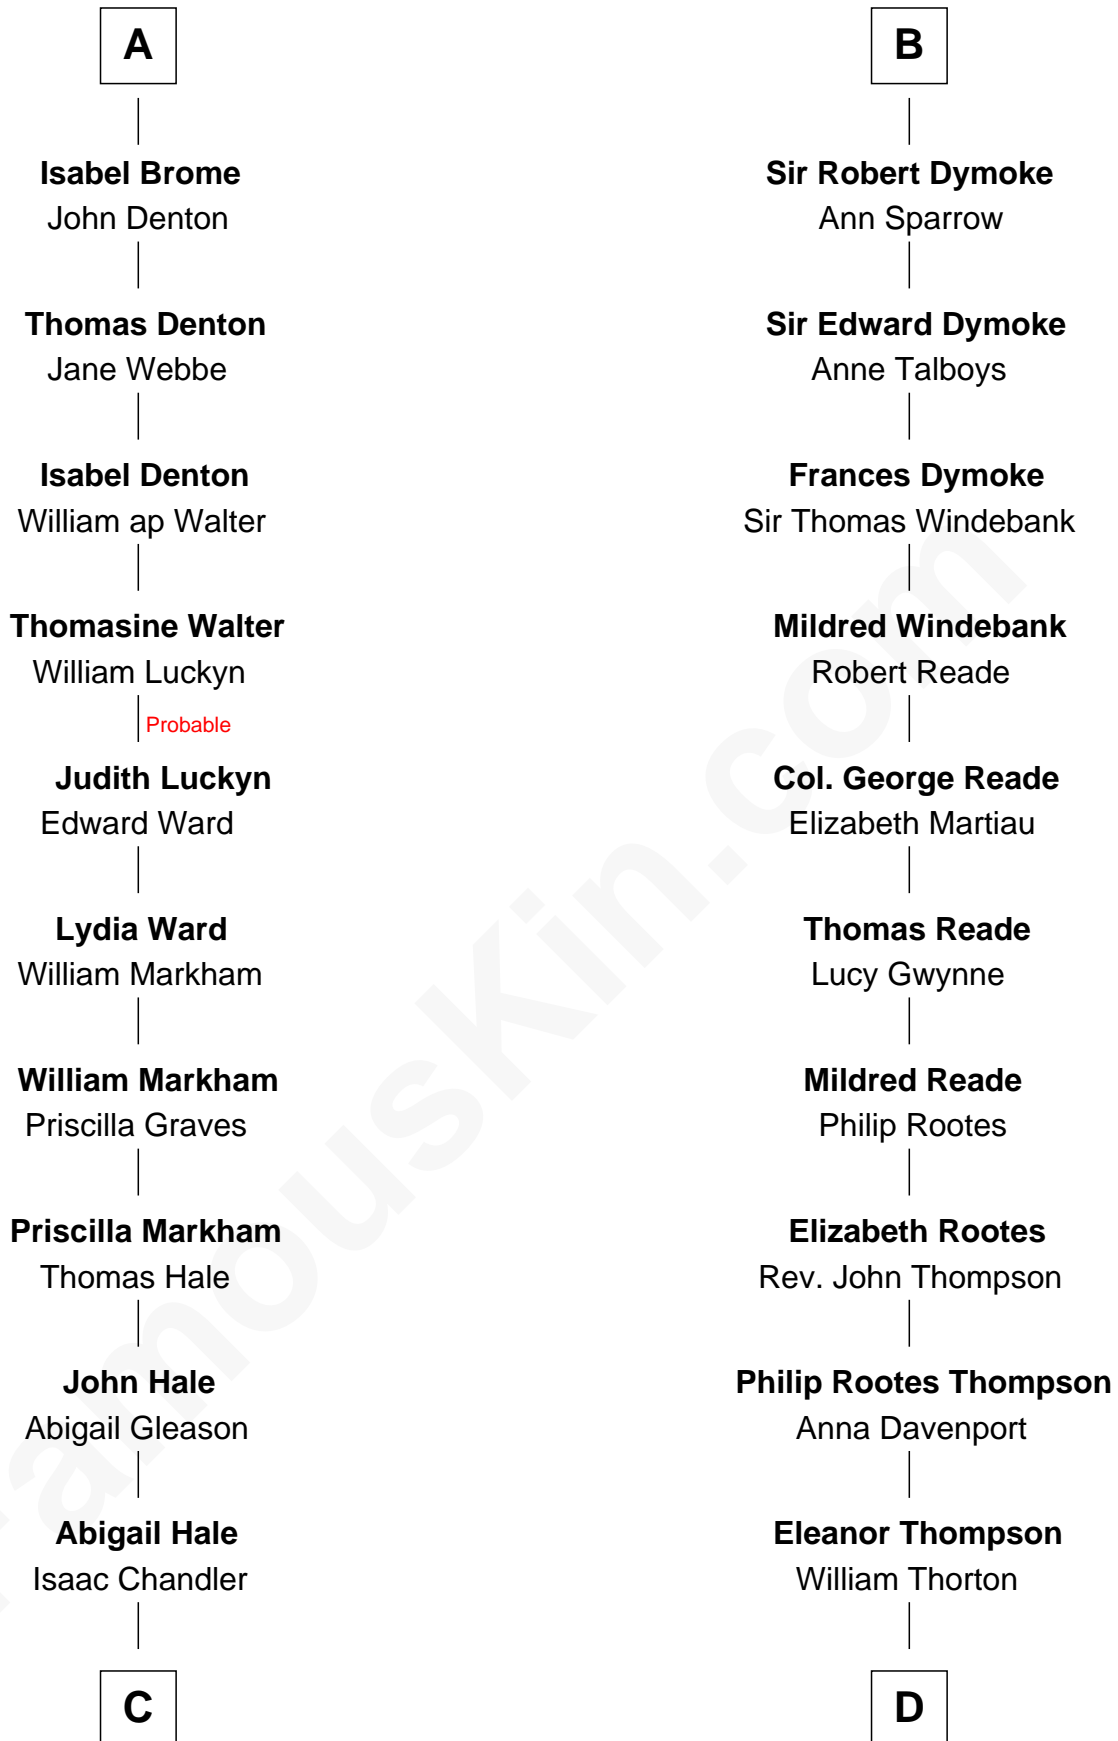 A
Isabel Brome
John Denton
Thomas Denton
Jane Webbe
Isabel Denton
William ap Walter
Thomasine Walter
William Luckyn
Probable
Judith Luckyn
Edward Ward
Lydia Ward
William Markham
William Markham
Priscilla Graves
Priscilla Markham
Thomas Hale
John Hale
Abigail Gleason
Abigail Hale
Isaac Chandler
C
B
Sir Robert Dymoke
Ann Sparrow
Sir Edward Dymoke
Anne Talboys
Frances Dymoke
Sir Thomas Windebank
Mildred Windebank
Robert Reade
Col. George Reade
Elizabeth Martiau
Thomas Reade
Lucy Gwynne
Mildred Reade
Philip Rootes
Elizabeth Rootes
Rev. John Thompson
Philip Rootes Thompson
Anna Davenport
Eleanor Thompson
William Thorton
D
FamousKin.com